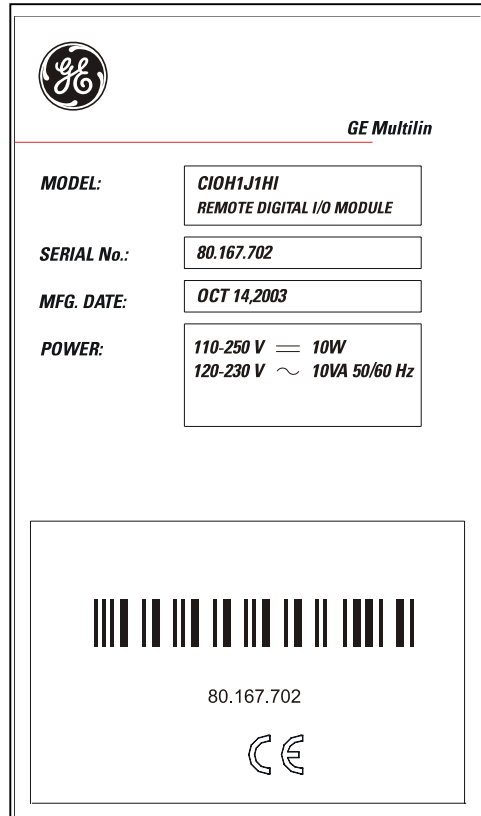 GE
GE Multilin
MODEL:
CIOH1J1HI
REMOTE DIGITAL I/O MODULE
SERIAL No.:
80.167.702
MFG. DATE:
OCT 14,2003
POWER:
110-250 V ⎓ 10W
120-230 V ～ 10VA 50/60 Hz
80.167.702
CE